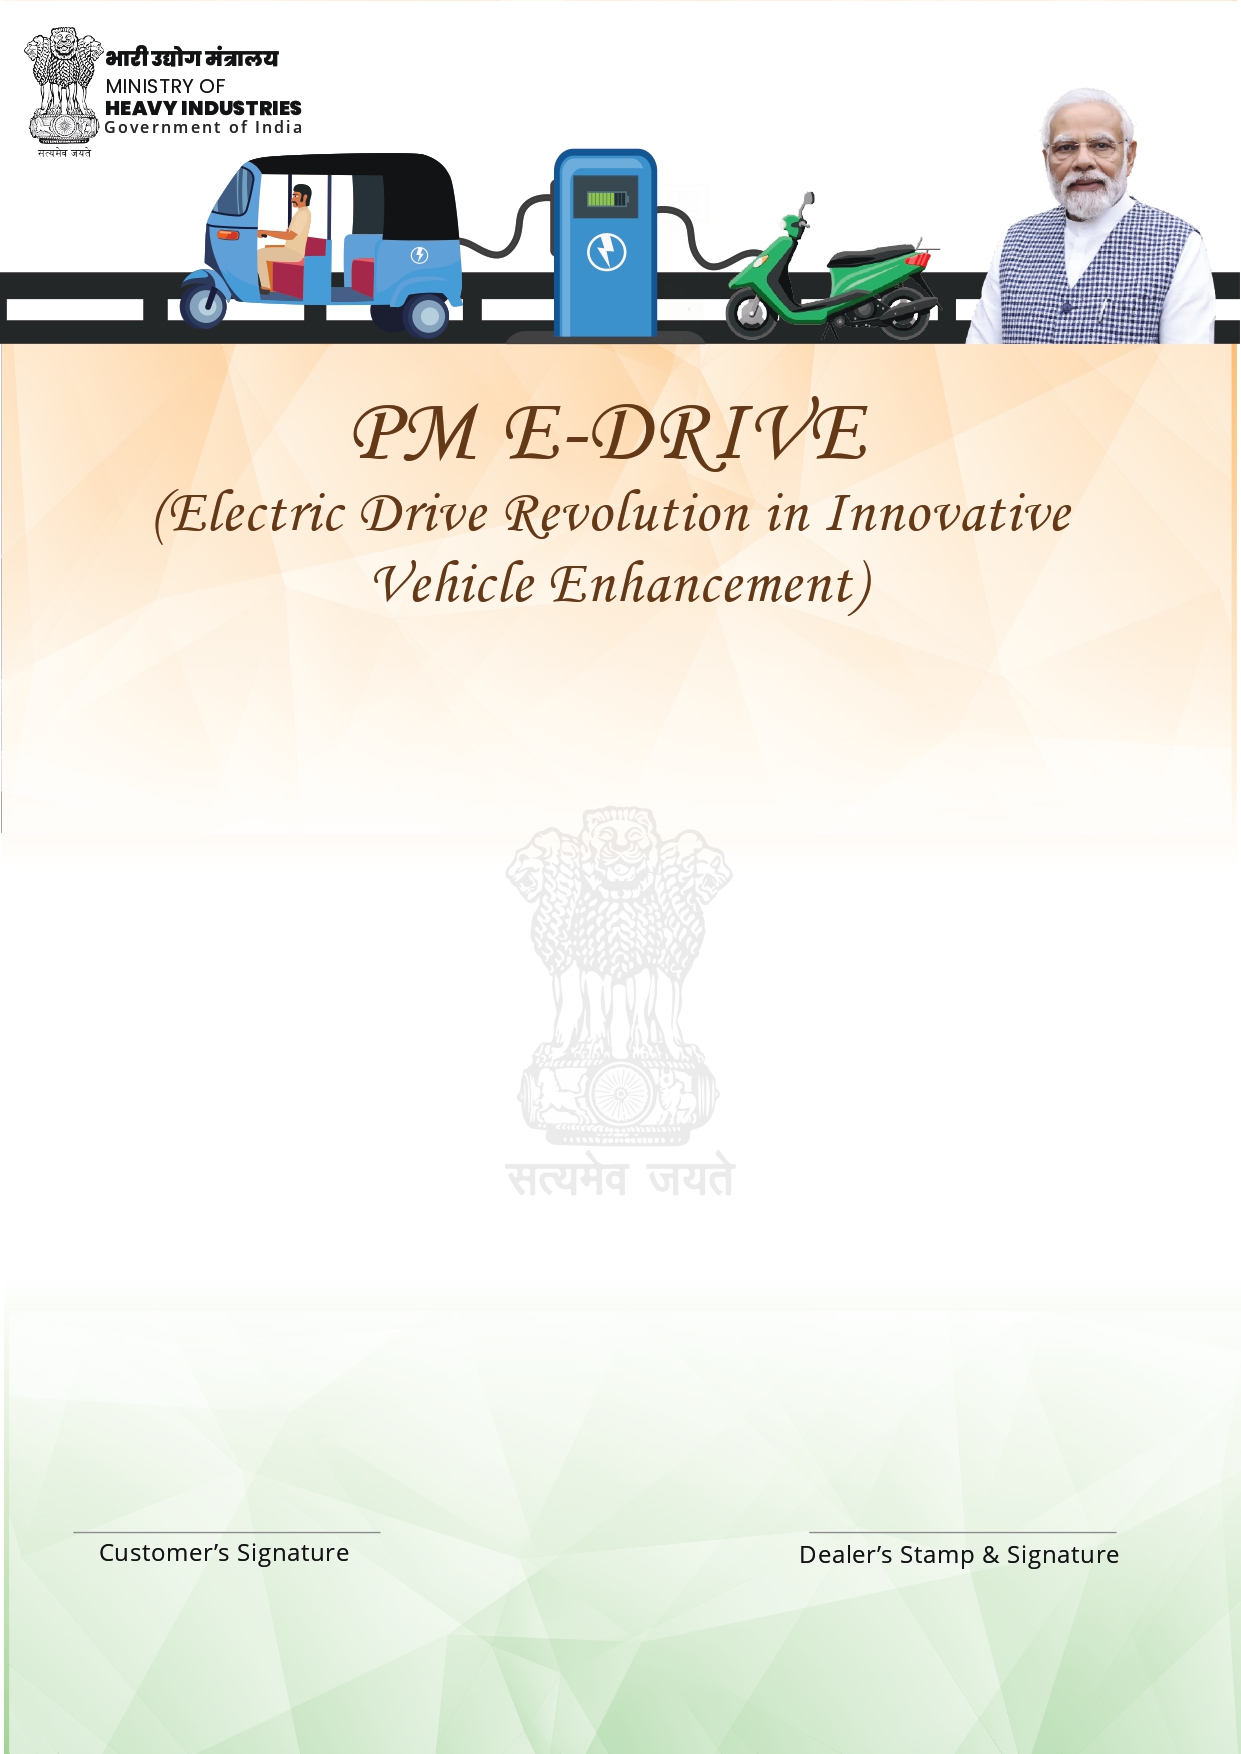 भारी उद्योग मंत्रालय
MINISTRY OF
HEAVY INDUSTRIES
Government of India
सत्यमेव जयते
PM E-DRIVE
(Electric Drive Revolution in Innovative
Vehicle Enhancement)
सत्यमेव जयते
Customer’s Signature
Dealer’s Stamp & Signature